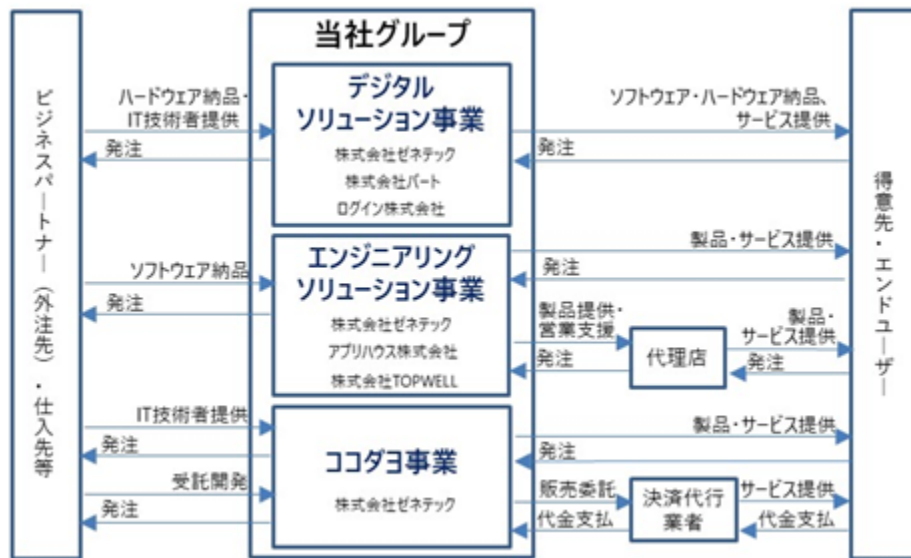 当社グループ
ビジネスパートナー（外注先）・仕入先等
ハードウェア納品・
IT技術者提供
発注
デジタル
ソリューション事業
株式会社ゼネテック
株式会社バート
ログイン株式会社
ソフトウェア・ハードウェア納品、
サービス提供
発注
ソフトウェア納品
発注
エンジニアリング
ソリューション事業
株式会社ゼネテック
アプリハウス株式会社
株式会社TOPWELL
製品・サービス提供
発注
製品提供・
営業支援
発注
代理店
製品・
サービス提供
発注
IT技術者提供
発注
受託開発
発注
ココダヨ事業
株式会社ゼネテック
製品・サービス提供
発注
販売委託
代金支払
決済代行
業者
サービス提供
代金支払
得意先・エンドユーザー